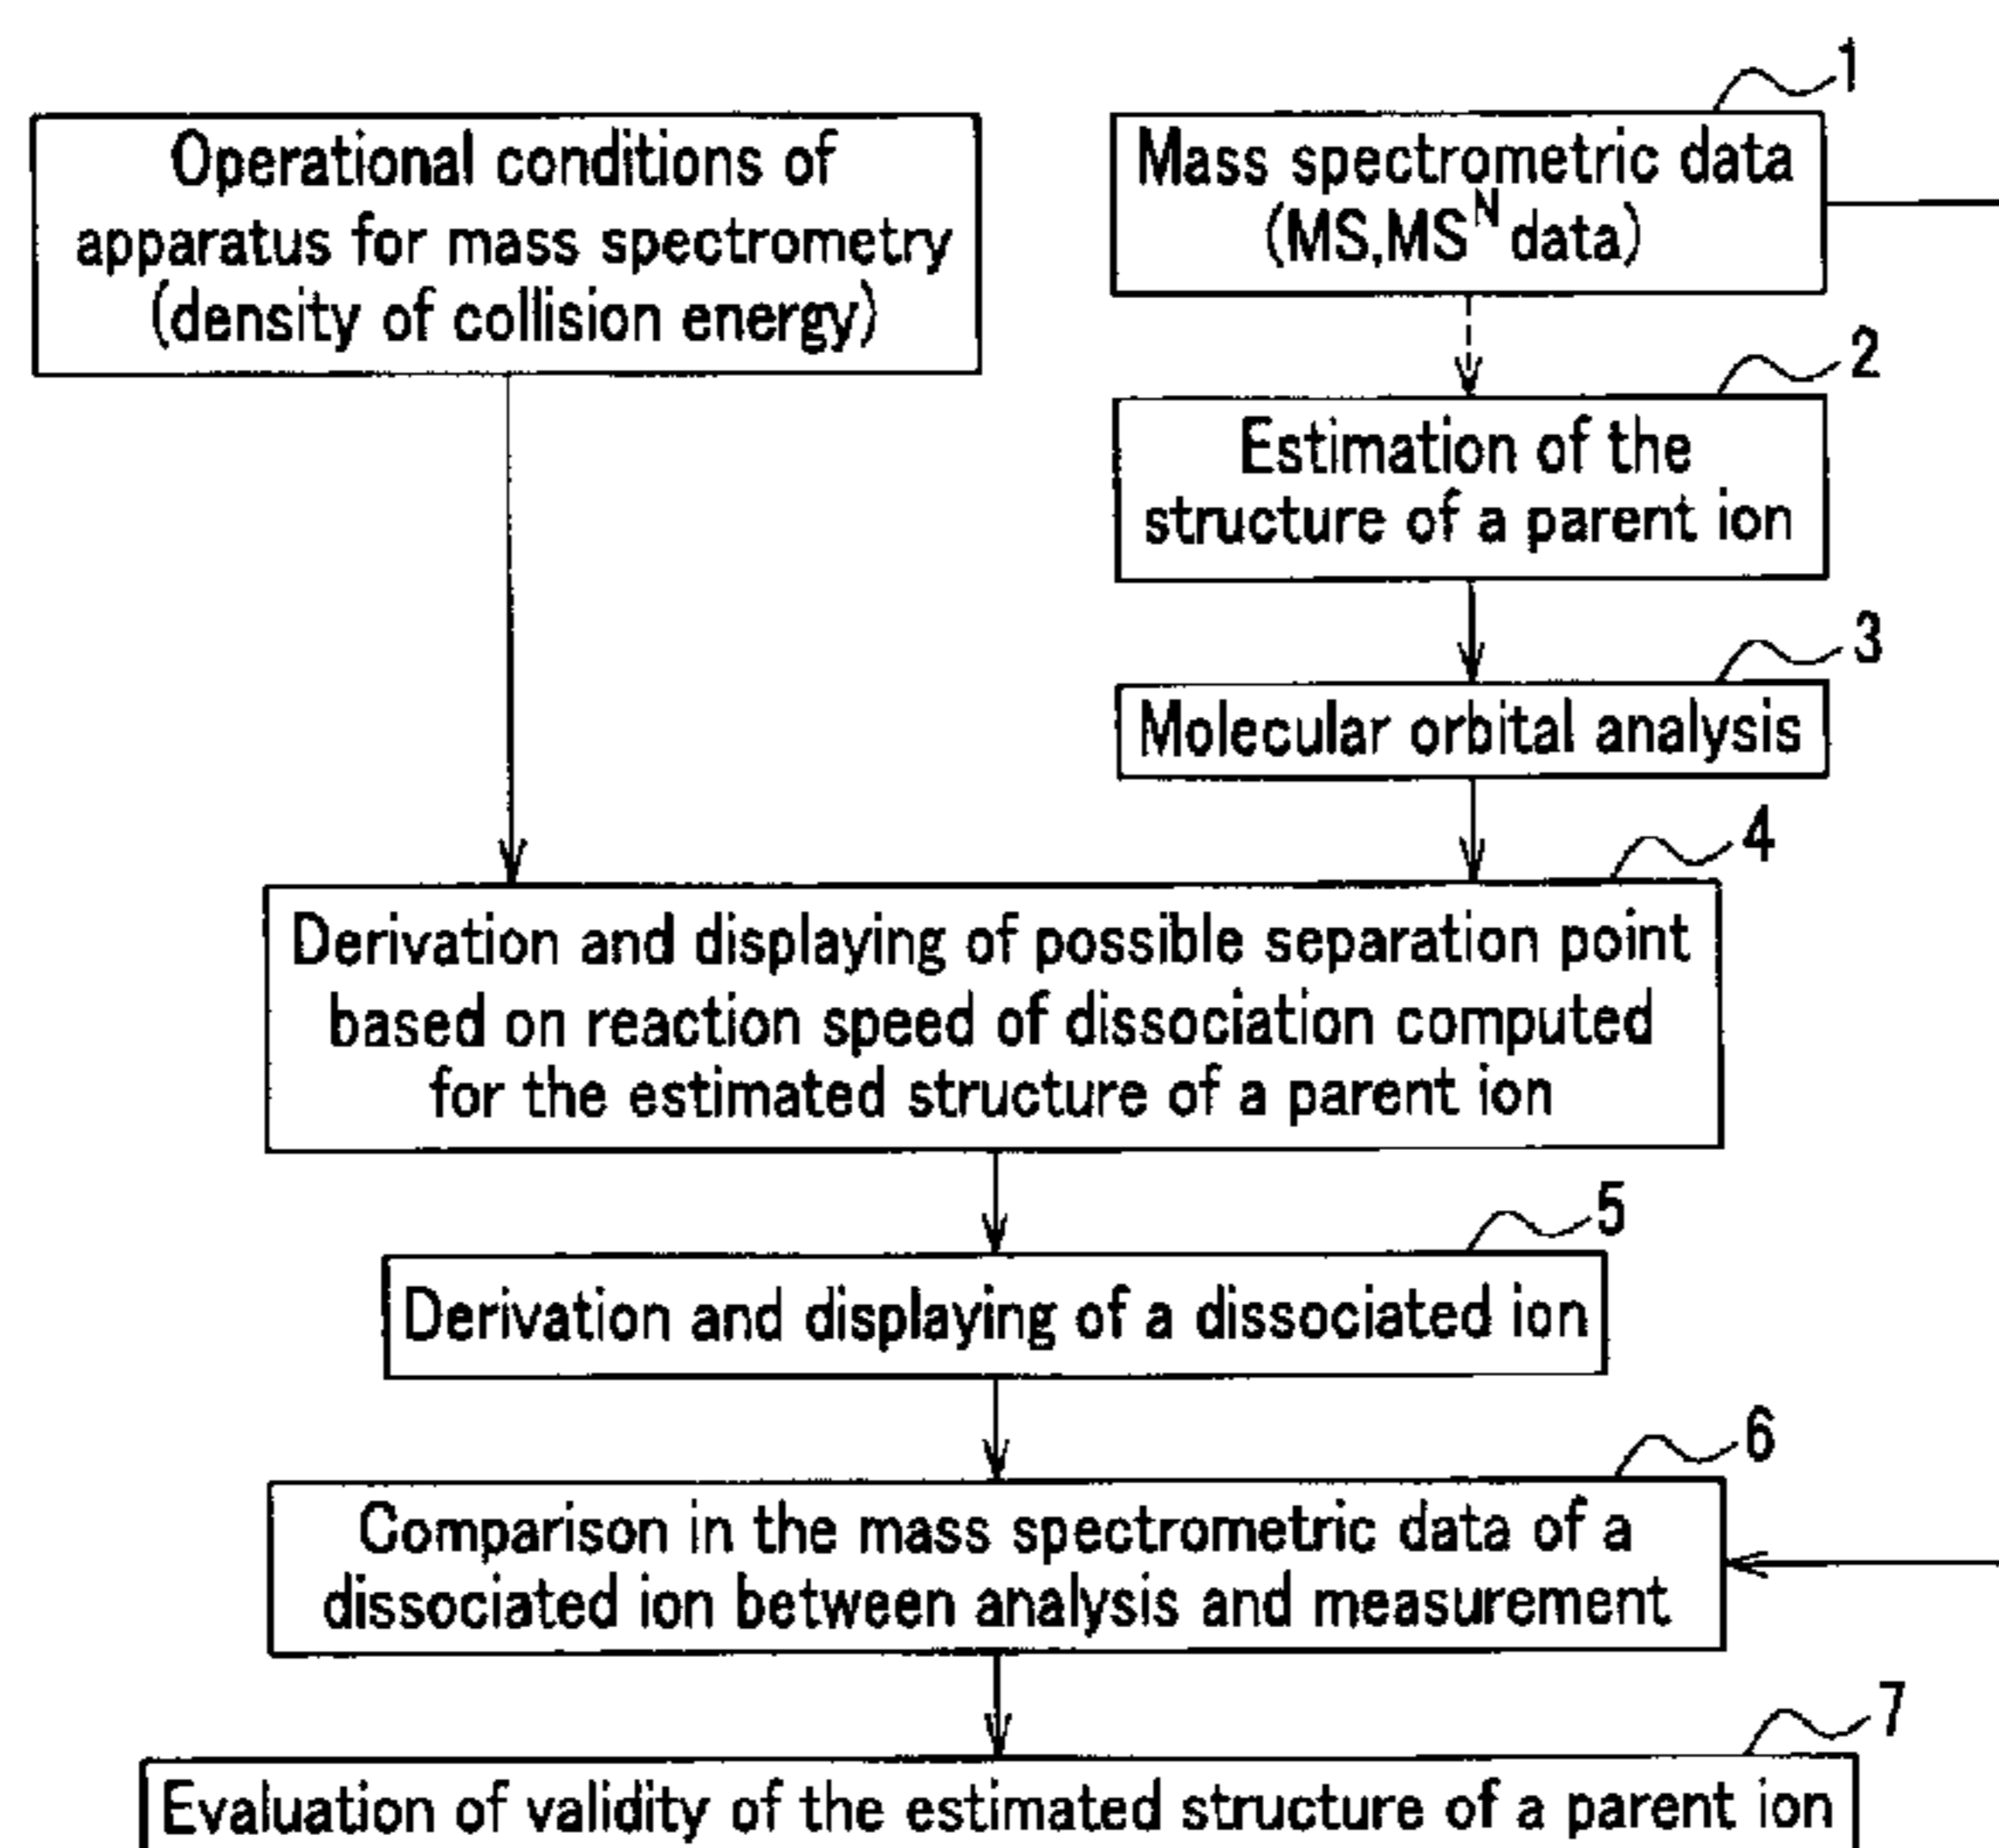 1
Operational conditions of
apparatus for mass spectrometry
(density of collision energy)
Mass spectrometric data
(MS,MS^N data)
2
Estimation of the
structure of a parent ion
3
Molecular orbital analysis
4
Derivation and displaying of possible separation point
based on reaction speed of dissociation computed
for the estimated structure of a parent ion
5
Derivation and displaying of a dissociated ion
6
Comparison in the mass spectrometric data of a
dissociated ion between analysis and measurement
7
Evaluation of validity of the estimated structure of a parent ion